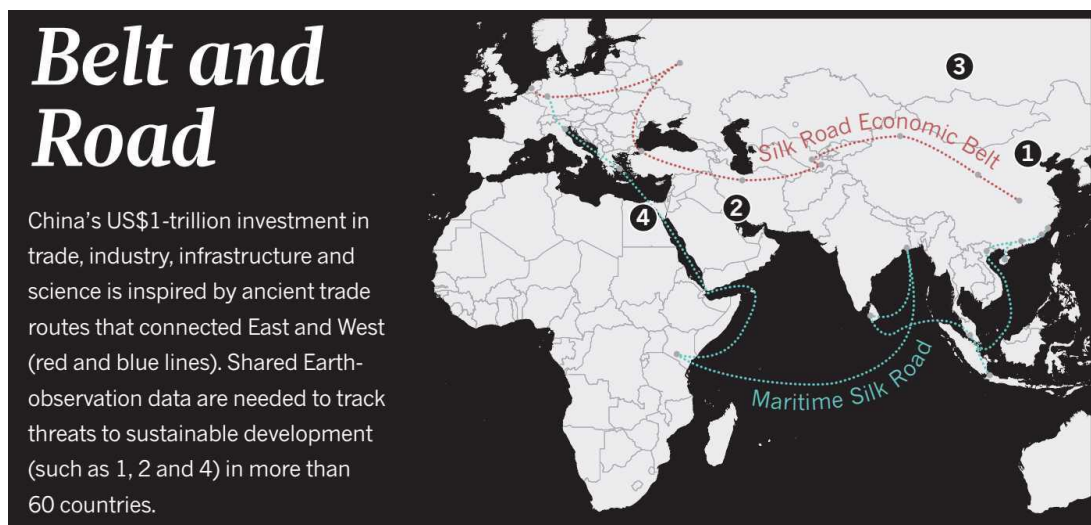 Belt and
Road
China’s US$1-trillion investment in
trade, industry, infrastructure and
science is inspired by ancient trade
routes that connected East and West
(red and blue lines). Shared Earth-
observation data are needed to track
threats to sustainable development
(such as 1, 2 and 4) in more than
60 countries.
3
Silk Road Economic Belt
1
2
4
Maritime Silk Road